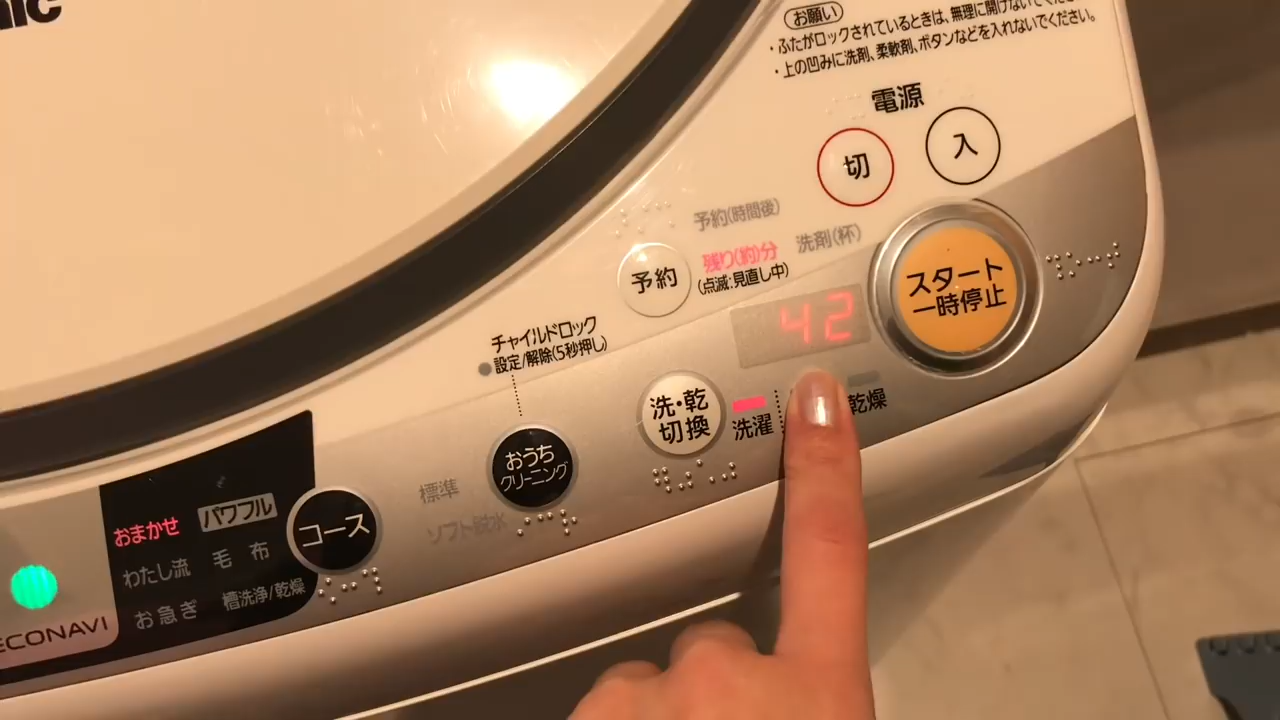 nic
お願い
・ふたがロックされているときは、無理に開けないでください。
・上の凹みに洗剤、柔軟剤、ボタンなどを入れないでください。
電源
切
入
予約(時間後)
残り(約)分
洗剤(杯)
(点滅:見直し中)
予約
スタート
一時停止
42
チャイルドロック
設定/解除(5秒押し)
洗・乾
切換
洗濯
乾燥
おうち
クリーニング
標準
ソフト脱水
コース
おまかせ
パワフル
わたし流
毛布
お急ぎ
槽洗浄/乾燥
ECONAVI